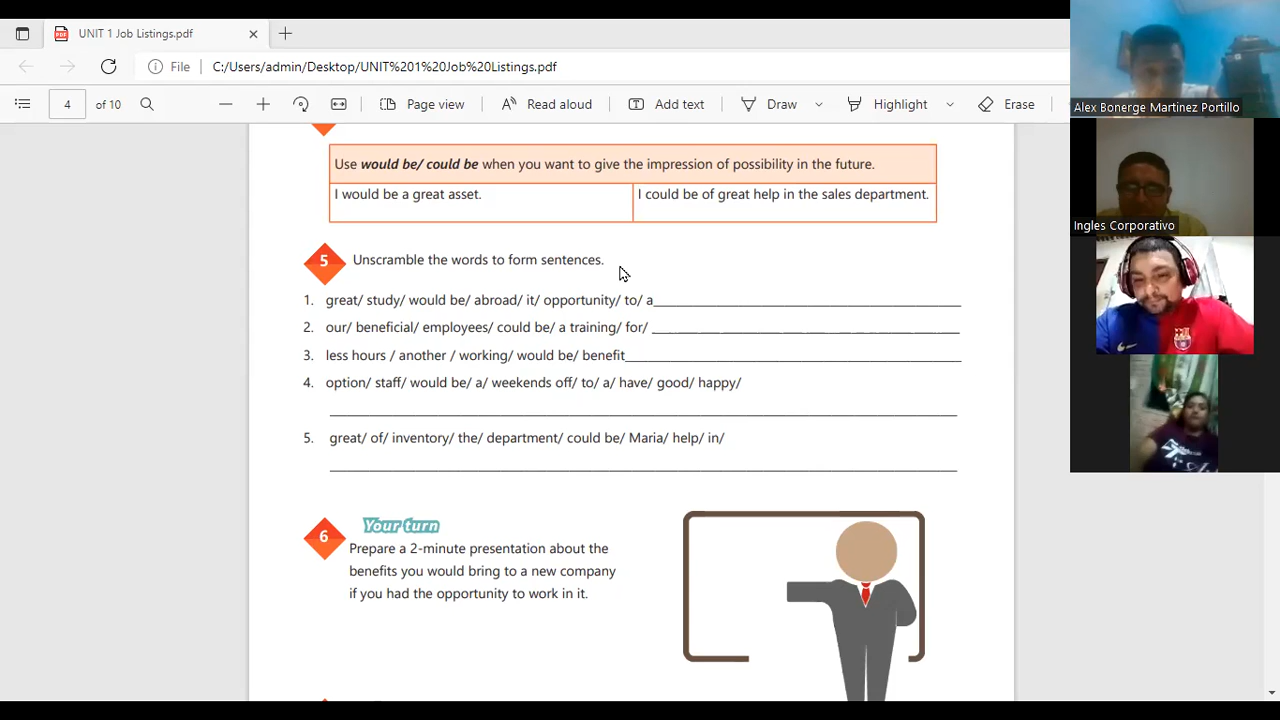 UNIT 1 Job Listings.pdf
File C:/Users/admin/Desktop/UNIT%201%20Job%20Listings.pdf
4 of 10 Page view Read aloud Add text Draw Highlight Erase
Alex Bonerge Martinez Portillo
Use would be/ could be when you want to give the impression of possibility in the future.
I would be a great asset. I could be of great help in the sales department.
Ingles Corporativo
5 Unscramble the words to form sentences.
1. great/ study/ would be/ abroad/ it/ opportunity/ to/ a
2. our/ beneficial/ employees/ could be/ a training/ for/
3. less hours / another / working/ would be/ benefit
4. option/ staff/ would be/ a/ weekends off/ to/ a/ have/ good/ happy/
5. great/ of/ inventory/ the/ department/ could be/ Maria/ help/ in/
6 Your turn
Prepare a 2-minute presentation about the
benefits you would bring to a new company
if you had the opportunity to work in it.